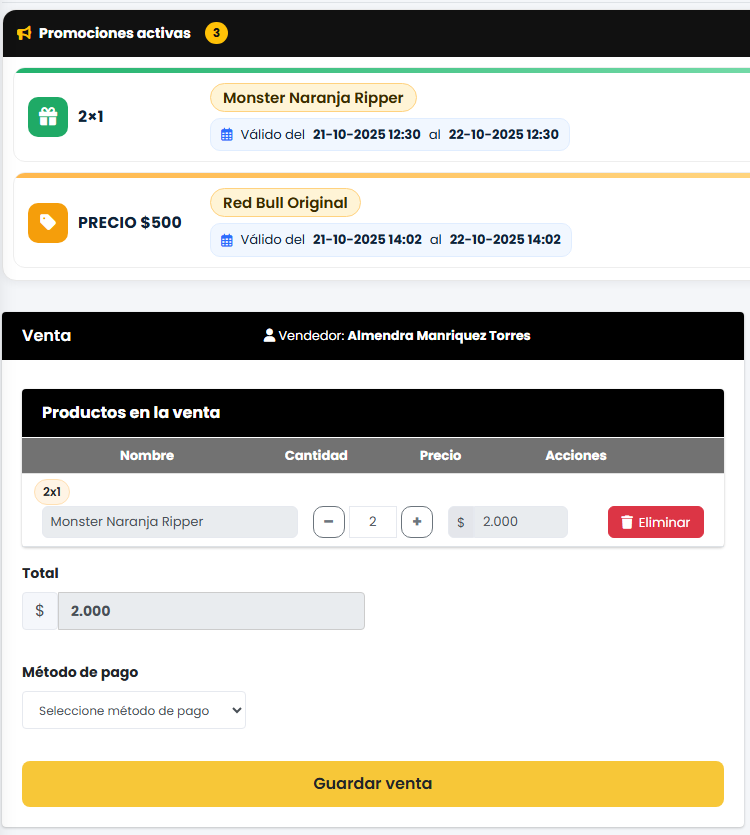 Promociones activas 3
2×1
Monster Naranja Ripper
Válido del 21-10-2025 12:30 al 22-10-2025 12:30
PRECIO $500
Red Bull Original
Válido del 21-10-2025 14:02 al 22-10-2025 14:02
Venta
Vendedor: Almendra Manriquez Torres
Productos en la venta
Nombre Cantidad Precio Acciones
2x1
Monster Naranja Ripper − 2 + $ 2.000 Eliminar
Total
$ 2.000
Método de pago
Seleccione método de pago
Guardar venta